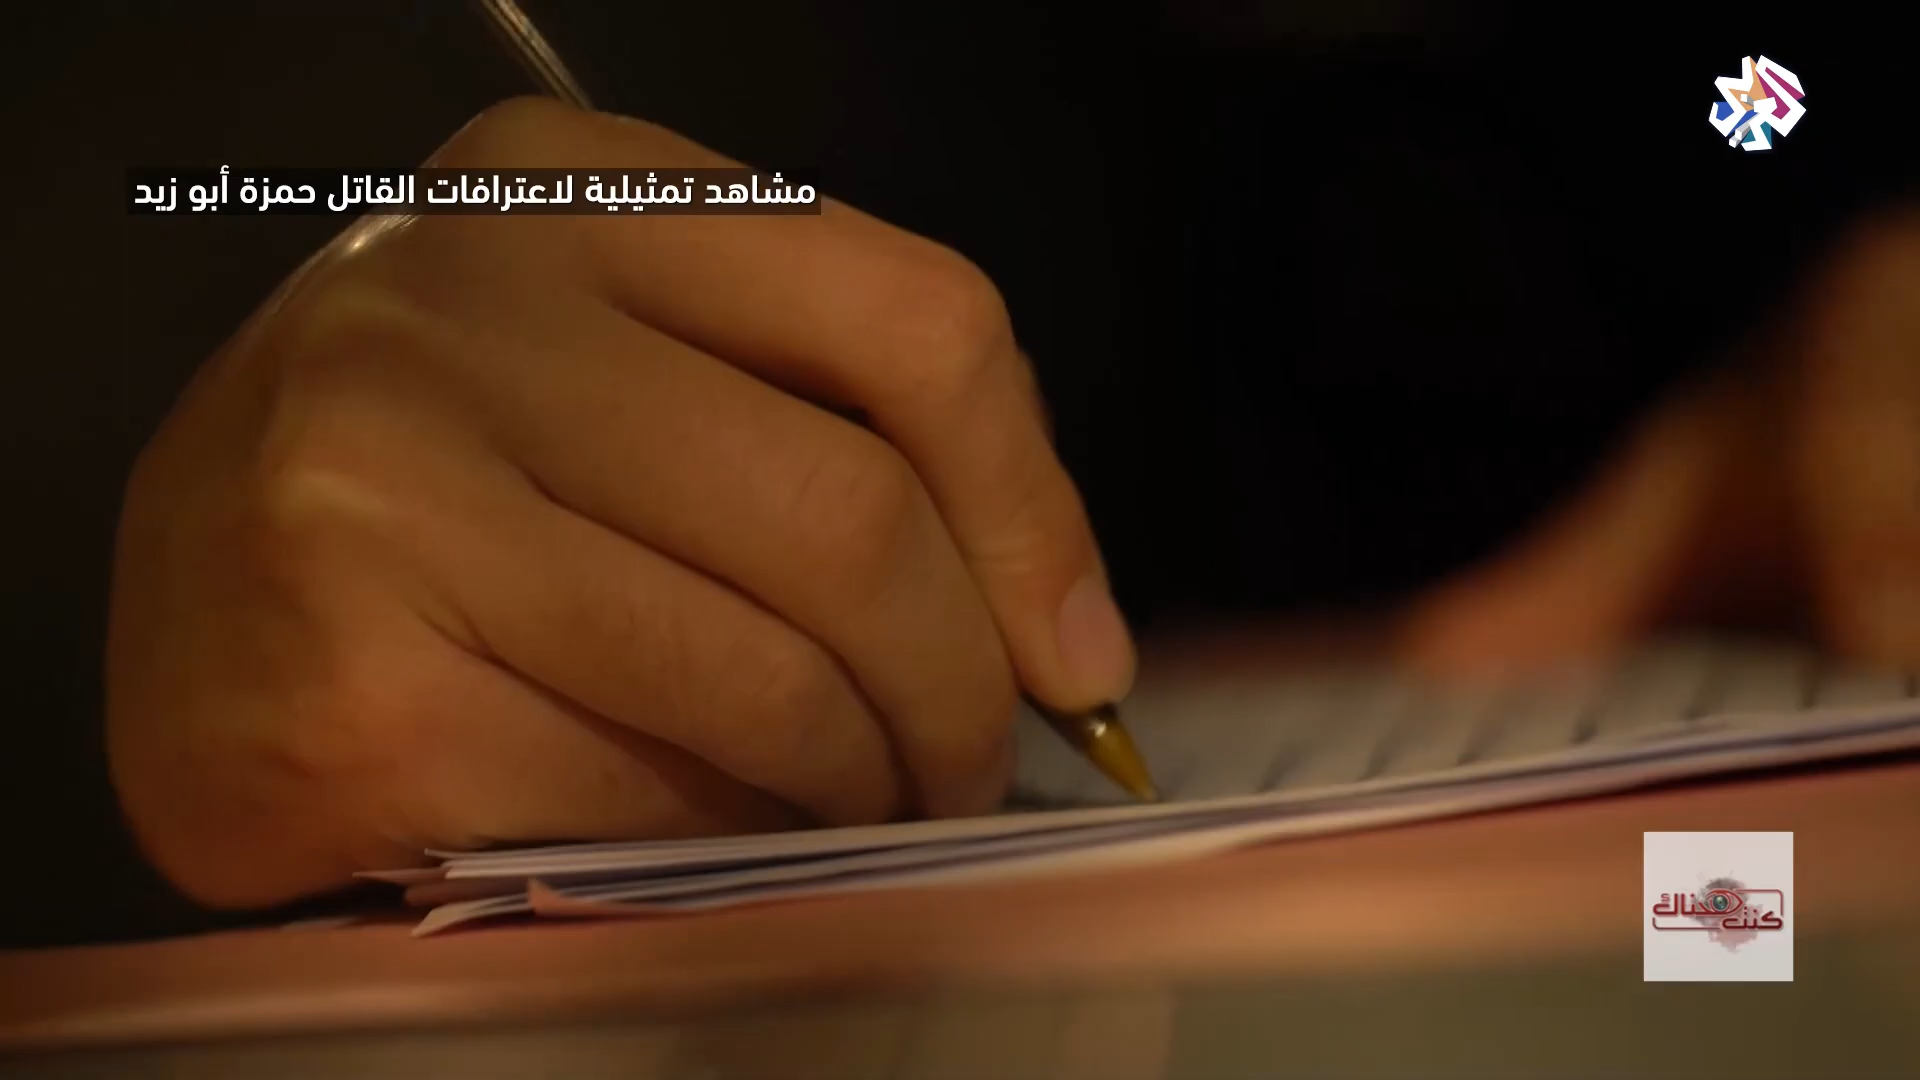 مشاهد تمثيلية لاعترافات القاتل حمزة أبو زيد
كنت هناك